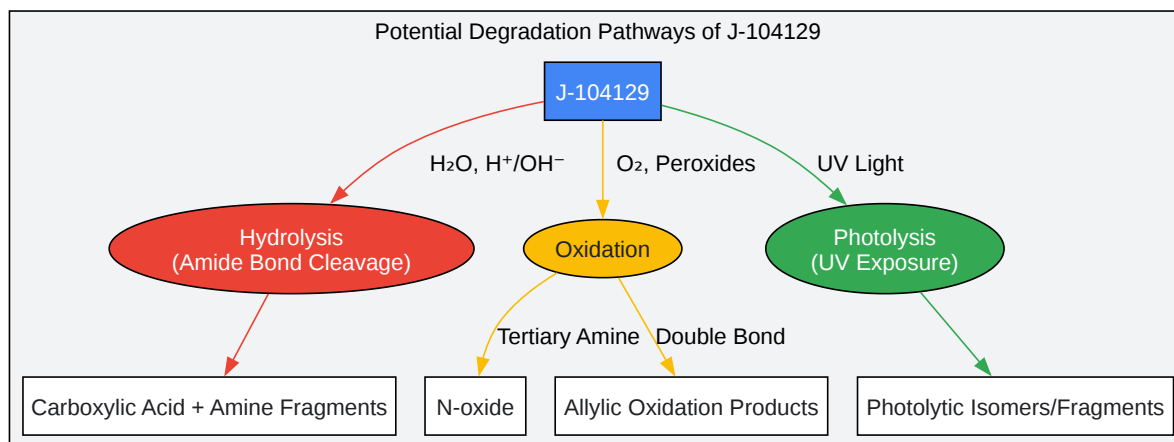 Potential Degradation Pathways of J-104129
J-104129
H₂O, H⁺/OH⁻
O₂, Peroxides
UV Light
Hydrolysis
(Amide Bond Cleavage)
Oxidation
Photolysis
(UV Exposure)
Tertiary Amine
Double Bond
Carboxylic Acid + Amine Fragments
N-oxide
Allylic Oxidation Products
Photolytic Isomers/Fragments